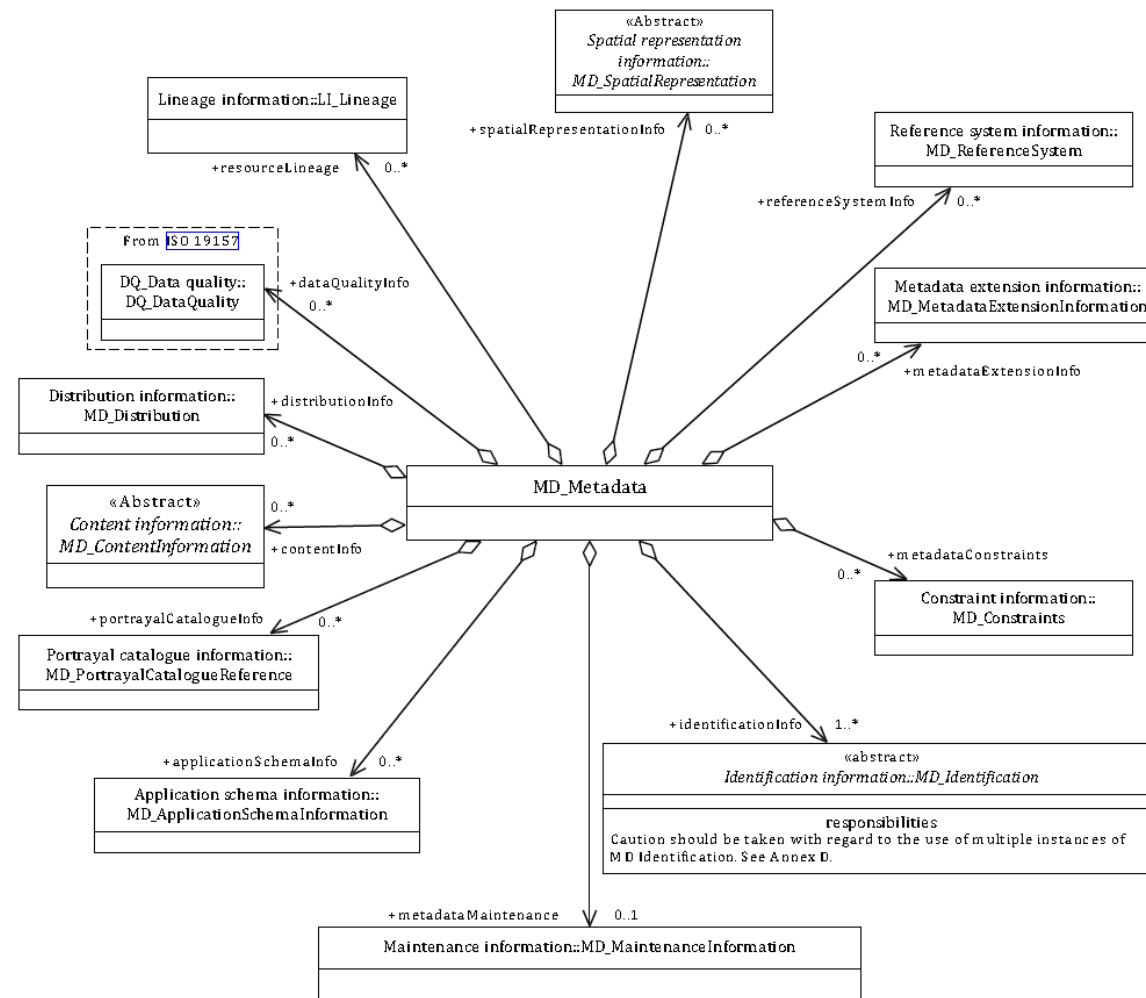 «Abstract»
Spatial representation
information::
MD_SpatialRepresentation
Lineage information::LI_Lineage
+spatialRepresentationInfo
0..*
Reference system information::
MD_ReferenceSystem
+resourceLineage
0..*
+referenceSystemInfo
0..*
From ISO 19157
DQ_Data quality::
DQ_DataQuality
+dataQualityInfo
0..*
Metadata extension information::
MD_MetadataExtensionInformation
0..*
+metadataExtensionInfo
Distribution information::
MD_Distribution
+distributionInfo
0..*
MD_Metadata
«Abstract»
Content information::
MD_ContentInformation
0..*
+contentInfo
+metadataConstraints
0..*
Constraint information::
MD_Constraints
+portrayalCatalogueInfo
0..*
Portrayal catalogue information::
MD_PortrayalCatalogueReference
+identificationInfo
1..*
«abstract»
Identification information::MD_Identification
responsibilities
Caution should be taken with regard to the use of multiple instances of
MD Identification. See Annex D.
+applicationSchemaInfo
0..*
Application schema information::
MD_ApplicationSchemaInformation
+metadataMaintenance
0..1
Maintenance information::MD_MaintenanceInformation